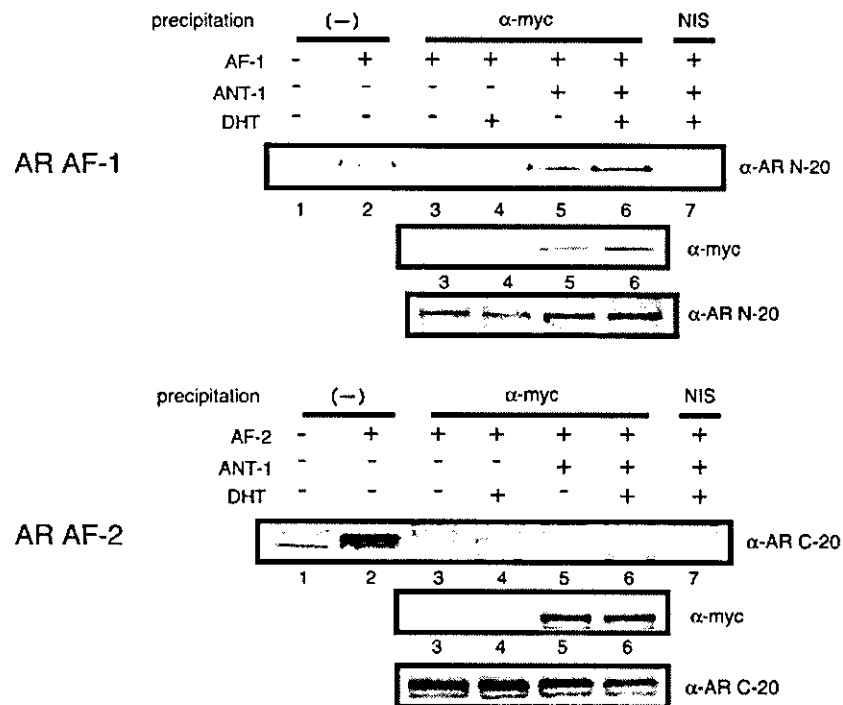 precipitation (—) α-myc NIS
AF-1 - + + + + + +
ANT-1 - - - - + + +
DHT - - - + - + +
AR AF-1
α-AR N-20
1 2 3 4 5 6 7
α-myc
3 4 5 6
α-AR N-20
precipitation (—) α-myc NIS
AF-2 - + + + + + +
ANT-1 - - - - + + +
DHT - - - + - + +
AR AF-2
α-AR C-20
1 2 3 4 5 6 7
α-myc
3 4 5 6
α-AR C-20